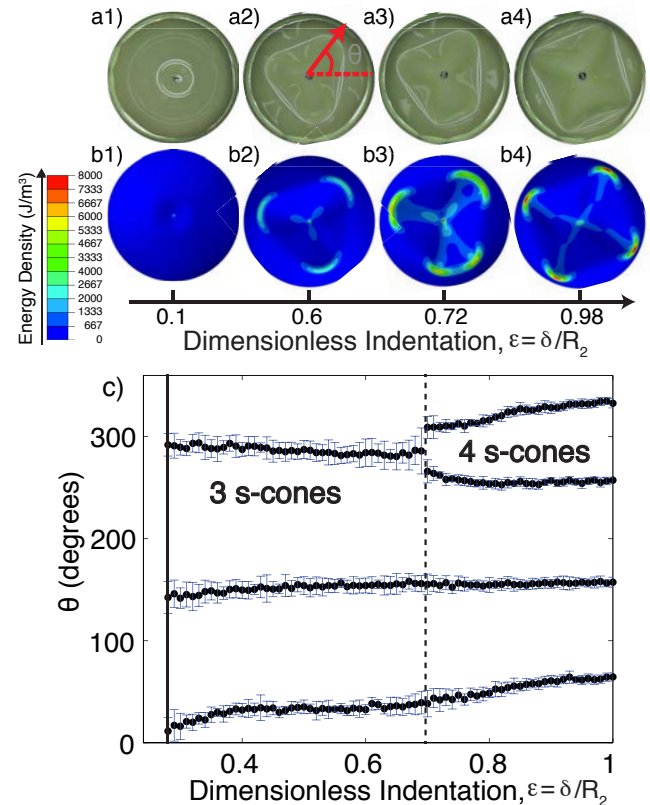 a1) a2) a3) a4)
θ
b1) b2) b3) b4)
Energy Density (J/m³)
8000
7333
6667
6000
5333
4667
4000
3333
2667
2000
1333
667
0
0.1 0.6 0.72 0.98
Dimensionless Indentation, ε=δ/R₂
c)
300
200
100
0
θ (degrees)
3 s-cones
4 s-cones
0.4 0.6 0.8 1
Dimensionless Indentation, ε=δ/R₂